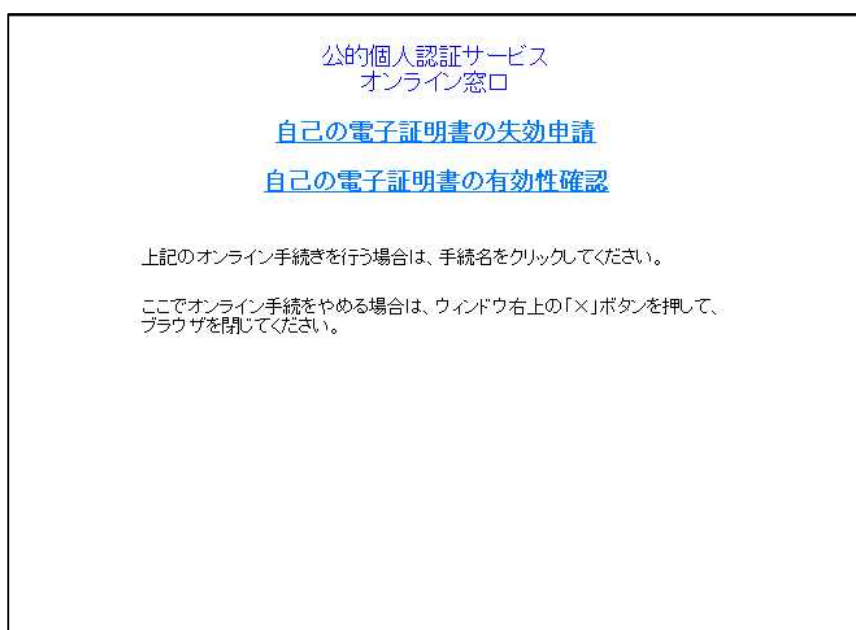 公的個人認証サービス
オンライン窓口
自己の電子証明書の失効申請
自己の電子証明書の有効性確認
上記のオンライン手続きを行う場合は、手続名をクリックしてください。
ここでオンライン手続をやめる場合は、ウィンドウ右上の「×」ボタンを押して、
ブラウザを閉じてください。